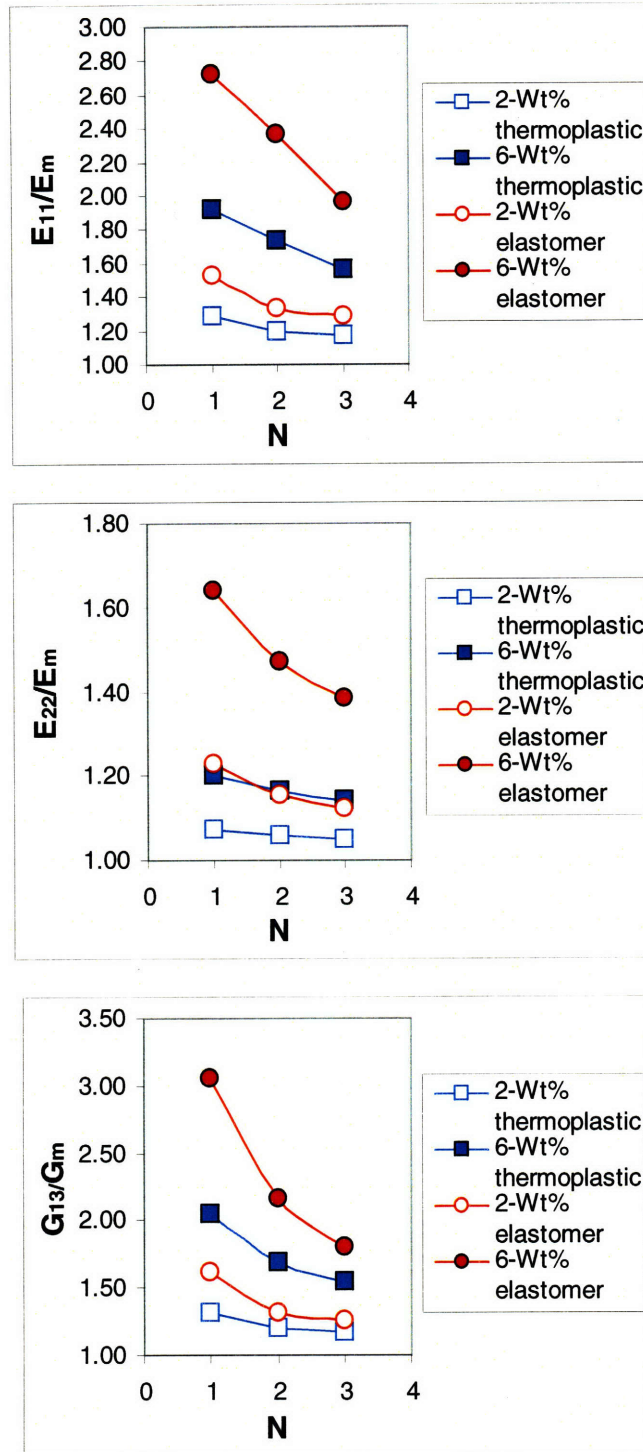 3.00
2.80
2.60
2.40
2.20
2.00
1.80
1.60
1.40
1.20
1.00
E11/Em
0 1 2 3 4
N
2-Wt%
thermoplastic
6-Wt%
thermoplastic
2-Wt%
elastomer
6-Wt%
elastomer
1.80
1.60
1.40
1.20
1.00
E22/Em
0 1 2 3 4
N
2-Wt%
thermoplastic
6-Wt%
thermoplastic
2-Wt%
elastomer
6-Wt%
elastomer
3.50
3.00
2.50
2.00
1.50
1.00
G13/Gm
0 1 2 3 4
N
2-Wt%
thermoplastic
6-Wt%
thermoplastic
2-Wt%
elastomer
6-Wt%
elastomer